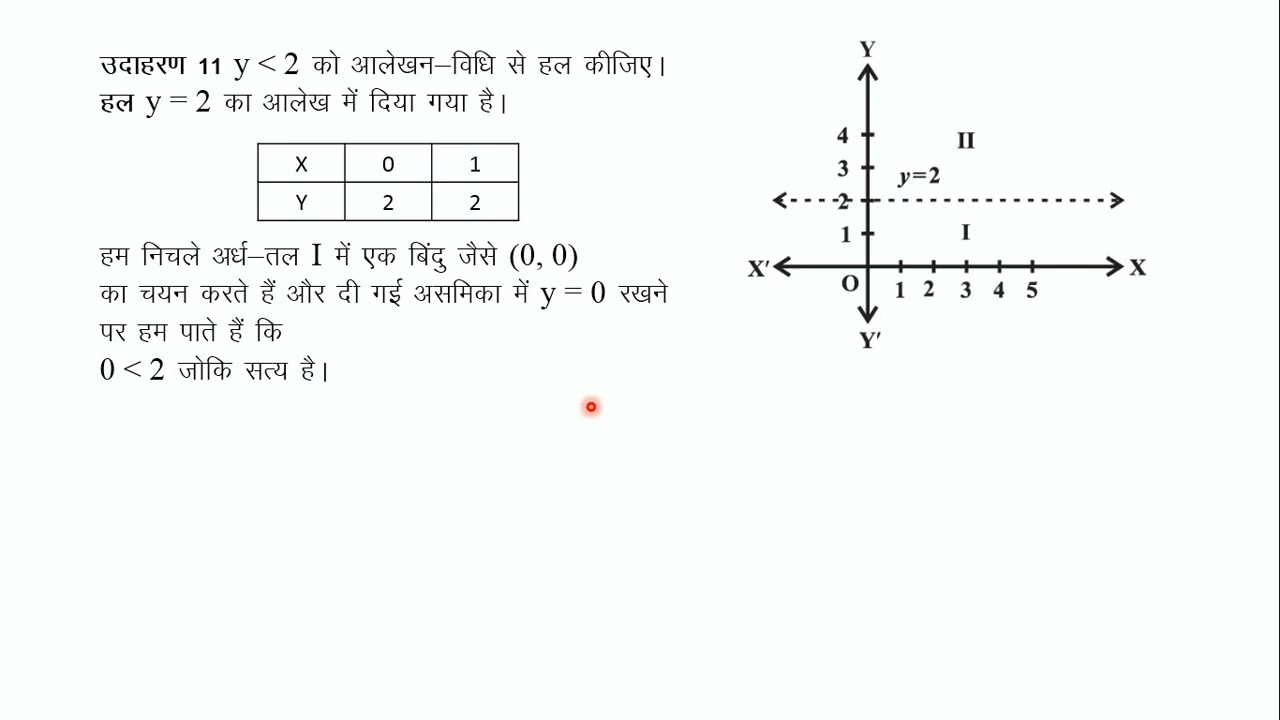 उदाहरण 11 y < 2 को आलेखन–विधि से हल कीजिए।
हल y = 2 का आलेख में दिया गया है।
X 0 1
Y 2 2
हम निचले अर्ध–तल I में एक बिंदु जैसे (0, 0)
का चयन करते हैं और दी गई असमिका में y = 0 रखने
पर हम पाते हैं कि
0 < 2 जोकि सत्य है।
Y
4
II
3
y=2
2
1
I
X′
X
O
1 2 3 4 5
Y′